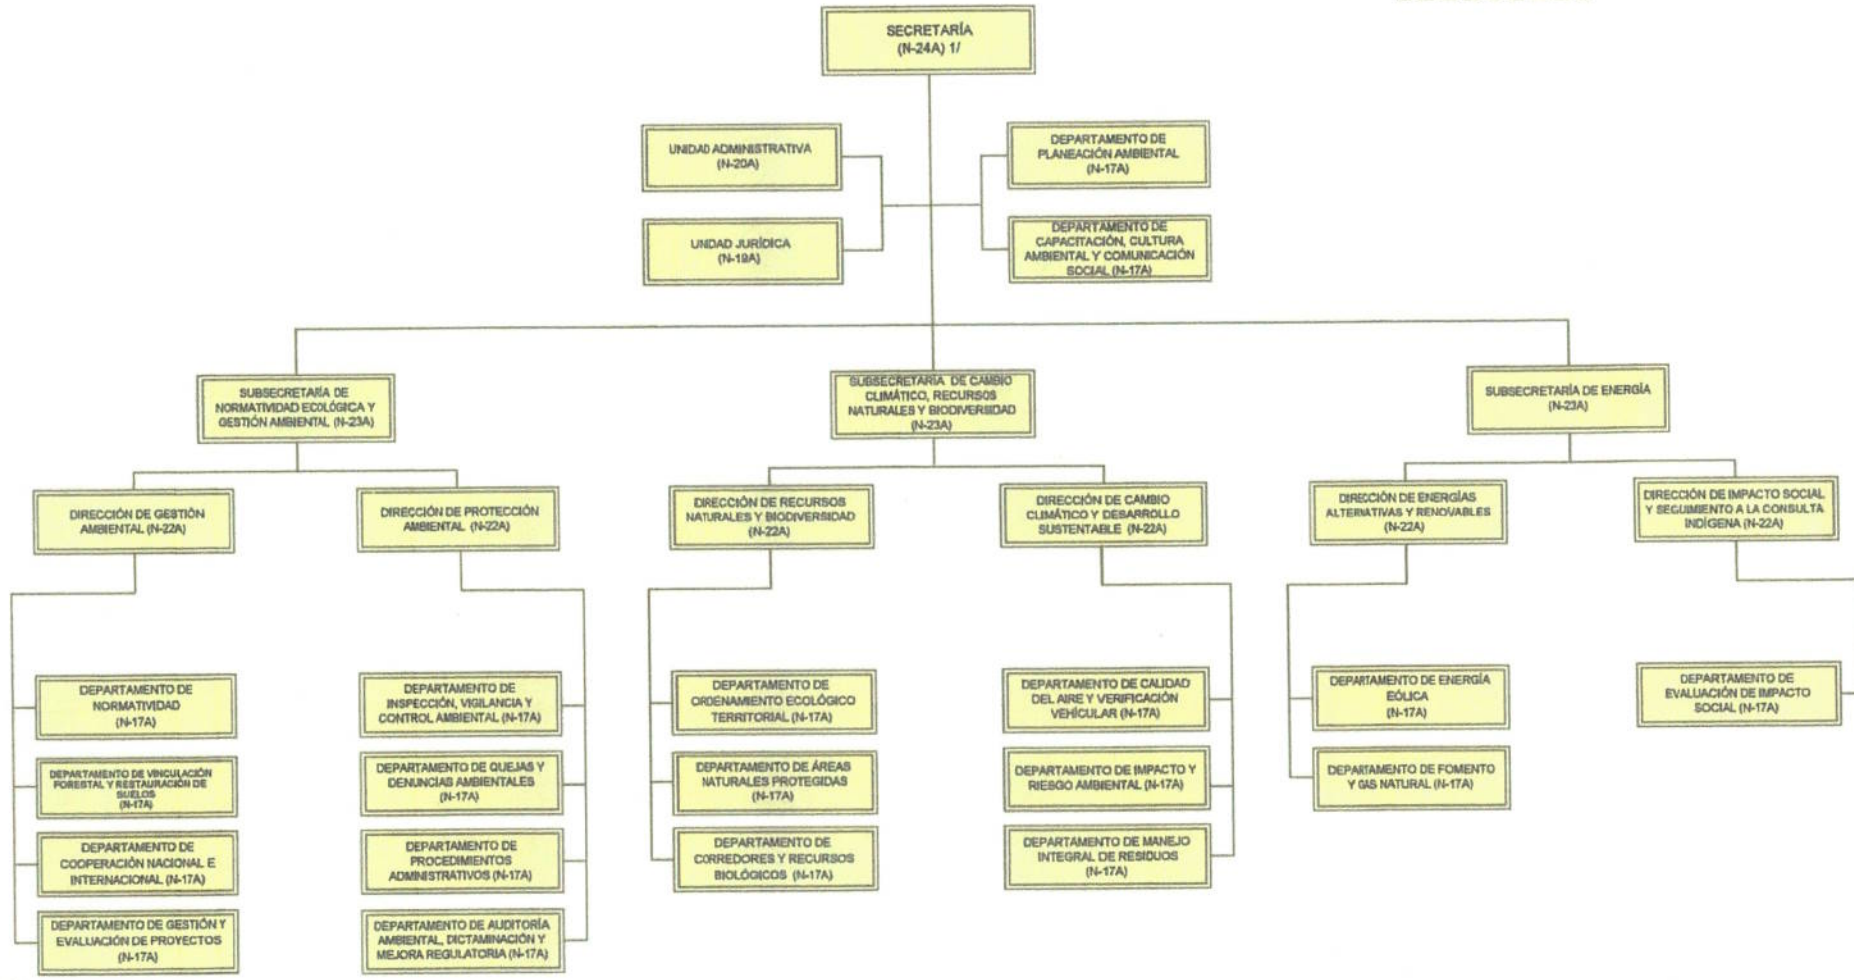 SECRETARÍA
(N-24A) 1/
UNIDAD ADMINISTRATIVA
(N-20A)
DEPARTAMENTO DE
PLANEACIÓN AMBIENTAL
(N-17A)
UNIDAD JURÍDICA
(N-19A)
DEPARTAMENTO DE
CAPACITACIÓN, CULTURA
AMBIENTAL Y COMUNICACIÓN
SOCIAL (N-17A)
SUBSECRETARÍA DE
NORMATIVIDAD ECOLÓGICA Y
GESTIÓN AMBIENTAL (N-23A)
SUBSECRETARÍA DE CAMBIO
CLIMÁTICO, RECURSOS
NATURALES Y BIODIVERSIDAD
(N-23A)
SUBSECRETARÍA DE ENERGÍA
(N-23A)
DIRECCIÓN DE GESTIÓN
AMBIENTAL (N-22A)
DIRECCIÓN DE PROTECCIÓN
AMBIENTAL (N-22A)
DIRECCIÓN DE RECURSOS
NATURALES Y BIODIVERSIDAD
(N-22A)
DIRECCIÓN DE CAMBIO
CLIMÁTICO Y DESARROLLO
SUSTENTABLE (N-22A)
DIRECCIÓN DE ENERGÍAS
ALTERNATIVAS Y RENOVABLES
(N-22A)
DIRECCIÓN DE IMPACTO SOCIAL
Y SEGUIMIENTO A LA CONSULTA
INDÍGENA (N-22A)
DEPARTAMENTO DE
NORMATIVIDAD
(N-17A)
DEPARTAMENTO DE
INSPECCIÓN, VIGILANCIA Y
CONTROL AMBIENTAL (N-17A)
DEPARTAMENTO DE
ORDENAMIENTO ECOLÓGICO
TERRITORIAL (N-17A)
DEPARTAMENTO DE CALIDAD
DEL AIRE Y VERIFICACIÓN
VEHÍCULAR (N-17A)
DEPARTAMENTO DE ENERGÍA
EÓLICA
(N-17A)
DEPARTAMENTO DE
EVALUACIÓN DE IMPACTO
SOCIAL (N-17A)
DEPARTAMENTO DE VINCULACIÓN
FORESTAL Y RESTAURACIÓN DE
SUELOS
(N-17A)
DEPARTAMENTO DE QUEJAS Y
DENUNCIAS AMBIENTALES
(N-17A)
DEPARTAMENTO DE ÁREAS
NATURALES PROTEGIDAS
(N-17A)
DEPARTAMENTO DE IMPACTO Y
RIESGO AMBIENTAL (N-17A)
DEPARTAMENTO DE FOMENTO
Y GAS NATURAL (N-17A)
DEPARTAMENTO DE
COOPERACIÓN NACIONAL E
INTERNACIONAL (N-17A)
DEPARTAMENTO DE
PROCEDIMIENTOS
ADMINISTRATIVOS (N-17A)
DEPARTAMENTO DE
CORREDORES Y RECURSOS
BIOLÓGICOS (N-17A)
DEPARTAMENTO DE MANEJO
INTEGRAL DE RESIDUOS
(N-17A)
DEPARTAMENTO DE GESTIÓN Y
EVALUACIÓN DE PROYECTOS
(N-17A)
DEPARTAMENTO DE AUDITORÍA
AMBIENTAL, DICTAMINACIÓN Y
MEJORA REGULATORIA (N-17A)